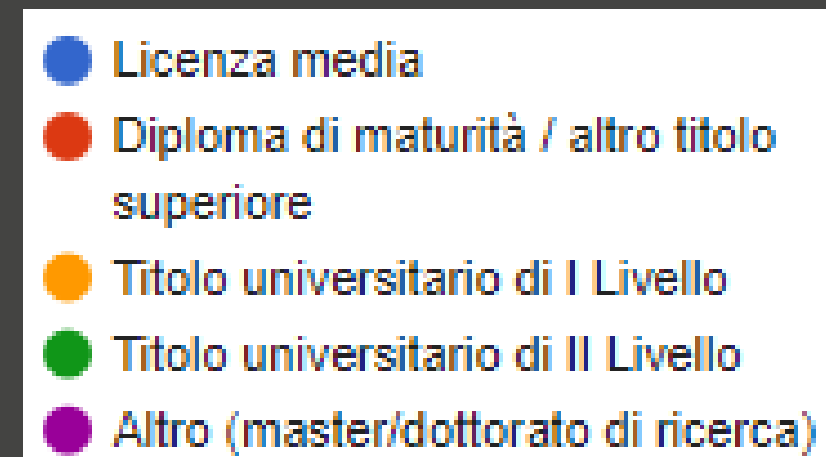 Licenza media
Diploma di maturità / altro titolo
superiore
Titolo universitario di I Livello
Titolo universitario di II Livello
Altro (master/dottorato di ricerca)